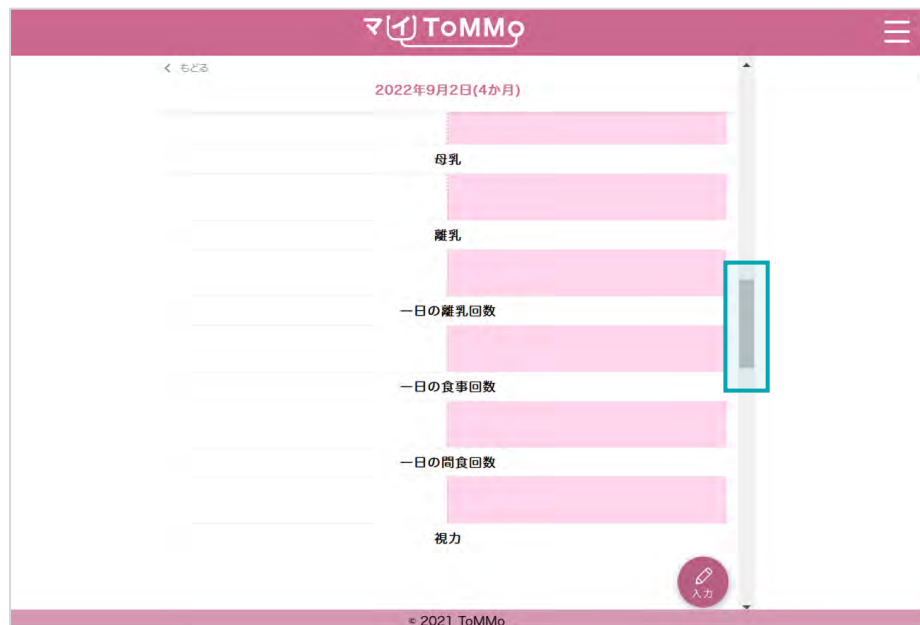 マイ ToMMo
もどる
2022年9月2日(4か月)
母乳
離乳
一日の離乳回数
一日の食事回数
一日の間食回数
視力
入力
© 2021 ToMMo